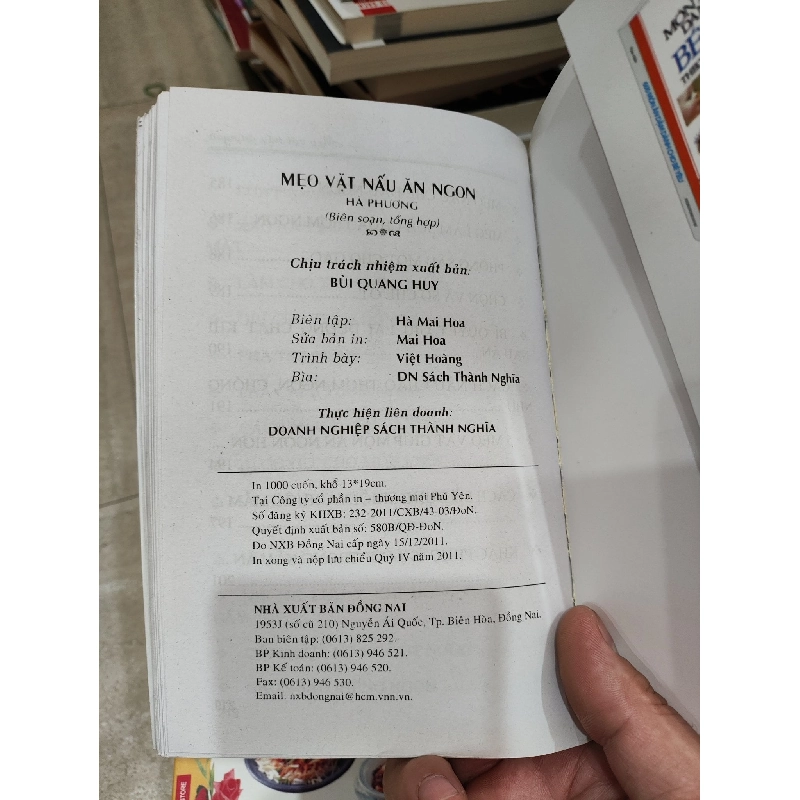 MẸO VẶT NẤU ĂN NGON
HÀ PHƯƠNG
(Biên soạn, tổng hợp)
Chịu trách nhiệm xuất bản:
BÙI QUANG HUY
Biên tập: Hà Mai Hoa
Sửa bản in: Mai Hoa
Trình bày: Việt Hoàng
Bìa: DN Sách Thành Nghĩa
Thực hiện liên doanh:
DOANH NGHIỆP SÁCH THÀNH NGHĨA
In 1000 cuốn, khổ 13*19cm.
Tại Công ty cổ phần in – thương mại Phú Yên.
Số đăng ký KHXB: 232-2011/CXB/43-03/ĐoN.
Quyết định xuất bản số: 580B/QĐ-ĐoN.
Do NXB Đồng Nai cấp ngày 15/12/2011.
In xong và nộp lưu chiểu Quý IV năm 2011.
NHÀ XUẤT BẢN ĐỒNG NAI
1953J (số cũ 210) Nguyễn Ái Quốc, Tp. Biên Hòa, Đồng Nai.
Ban biên tập: (0613) 825 292.
BP Kinh doanh: (0613) 946 521.
BP Kế toán: (0613) 946 520.
Fax: (0613) 946 530.
Email: nxbdongnai@hcm.vnn.vn.
STORE